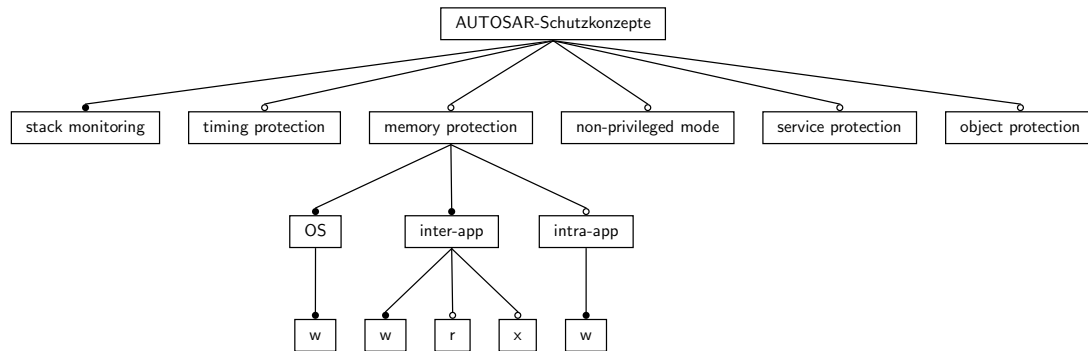 AUTOSAR-Schutzkonzepte
stack monitoring
timing protection
memory protection
non-privileged mode
service protection
object protection
OS
inter-app
intra-app
w
w
r
x
w